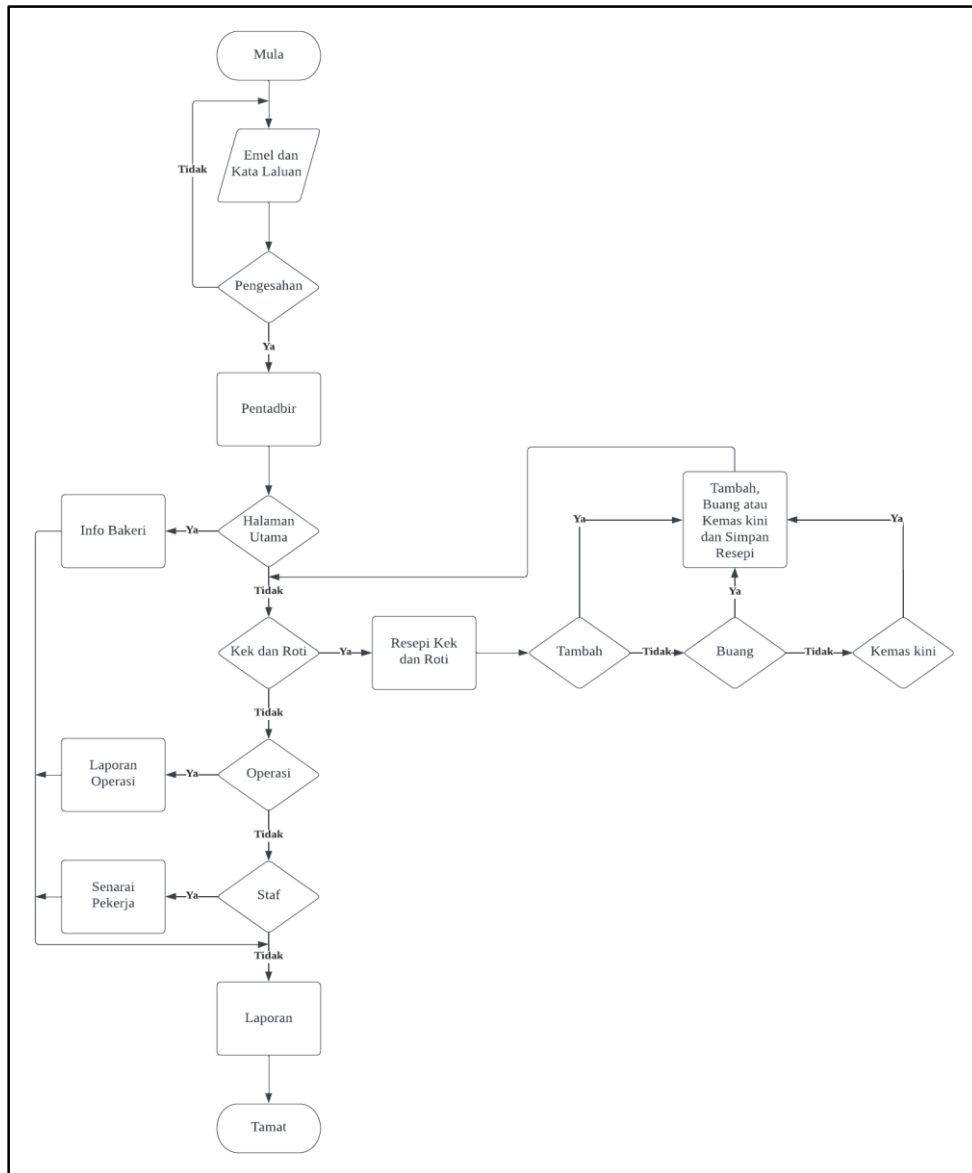 Mula
Emel dan
Kata Laluan
Tidak
Pengesahan
Ya
Pentadbir
Halaman
Utama
Ya
Info Bakeri
Tidak
Kek dan Roti
Ya
Resepi Kek
dan Roti
Tambah
Tidak
Buang
Tidak
Kemas kini
Ya
Ya
Ya
Tambah,
Buang atau
Kemas kini
dan Simpan
Resepi
Tidak
Operasi
Ya
Laporan
Operasi
Tidak
Staf
Ya
Senarai
Pekerja
Tidak
Laporan
Tamat